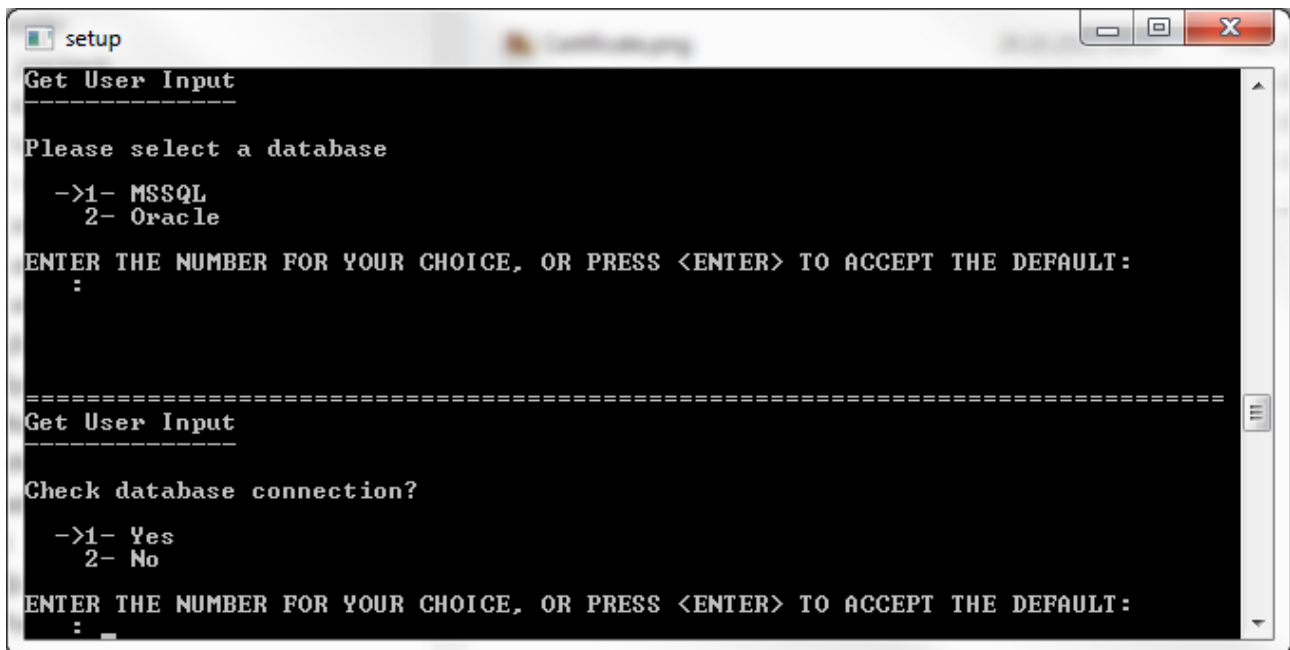 setup
Get User Input
--------------
Please select a database
->1- MSSQL
2- Oracle
ENTER THE NUMBER FOR YOUR CHOICE, OR PRESS <ENTER> TO ACCEPT THE DEFAULT:
:
===============================================================================
Get User Input
--------------
Check database connection?
->1- Yes
2- No
ENTER THE NUMBER FOR YOUR CHOICE, OR PRESS <ENTER> TO ACCEPT THE DEFAULT:
: _